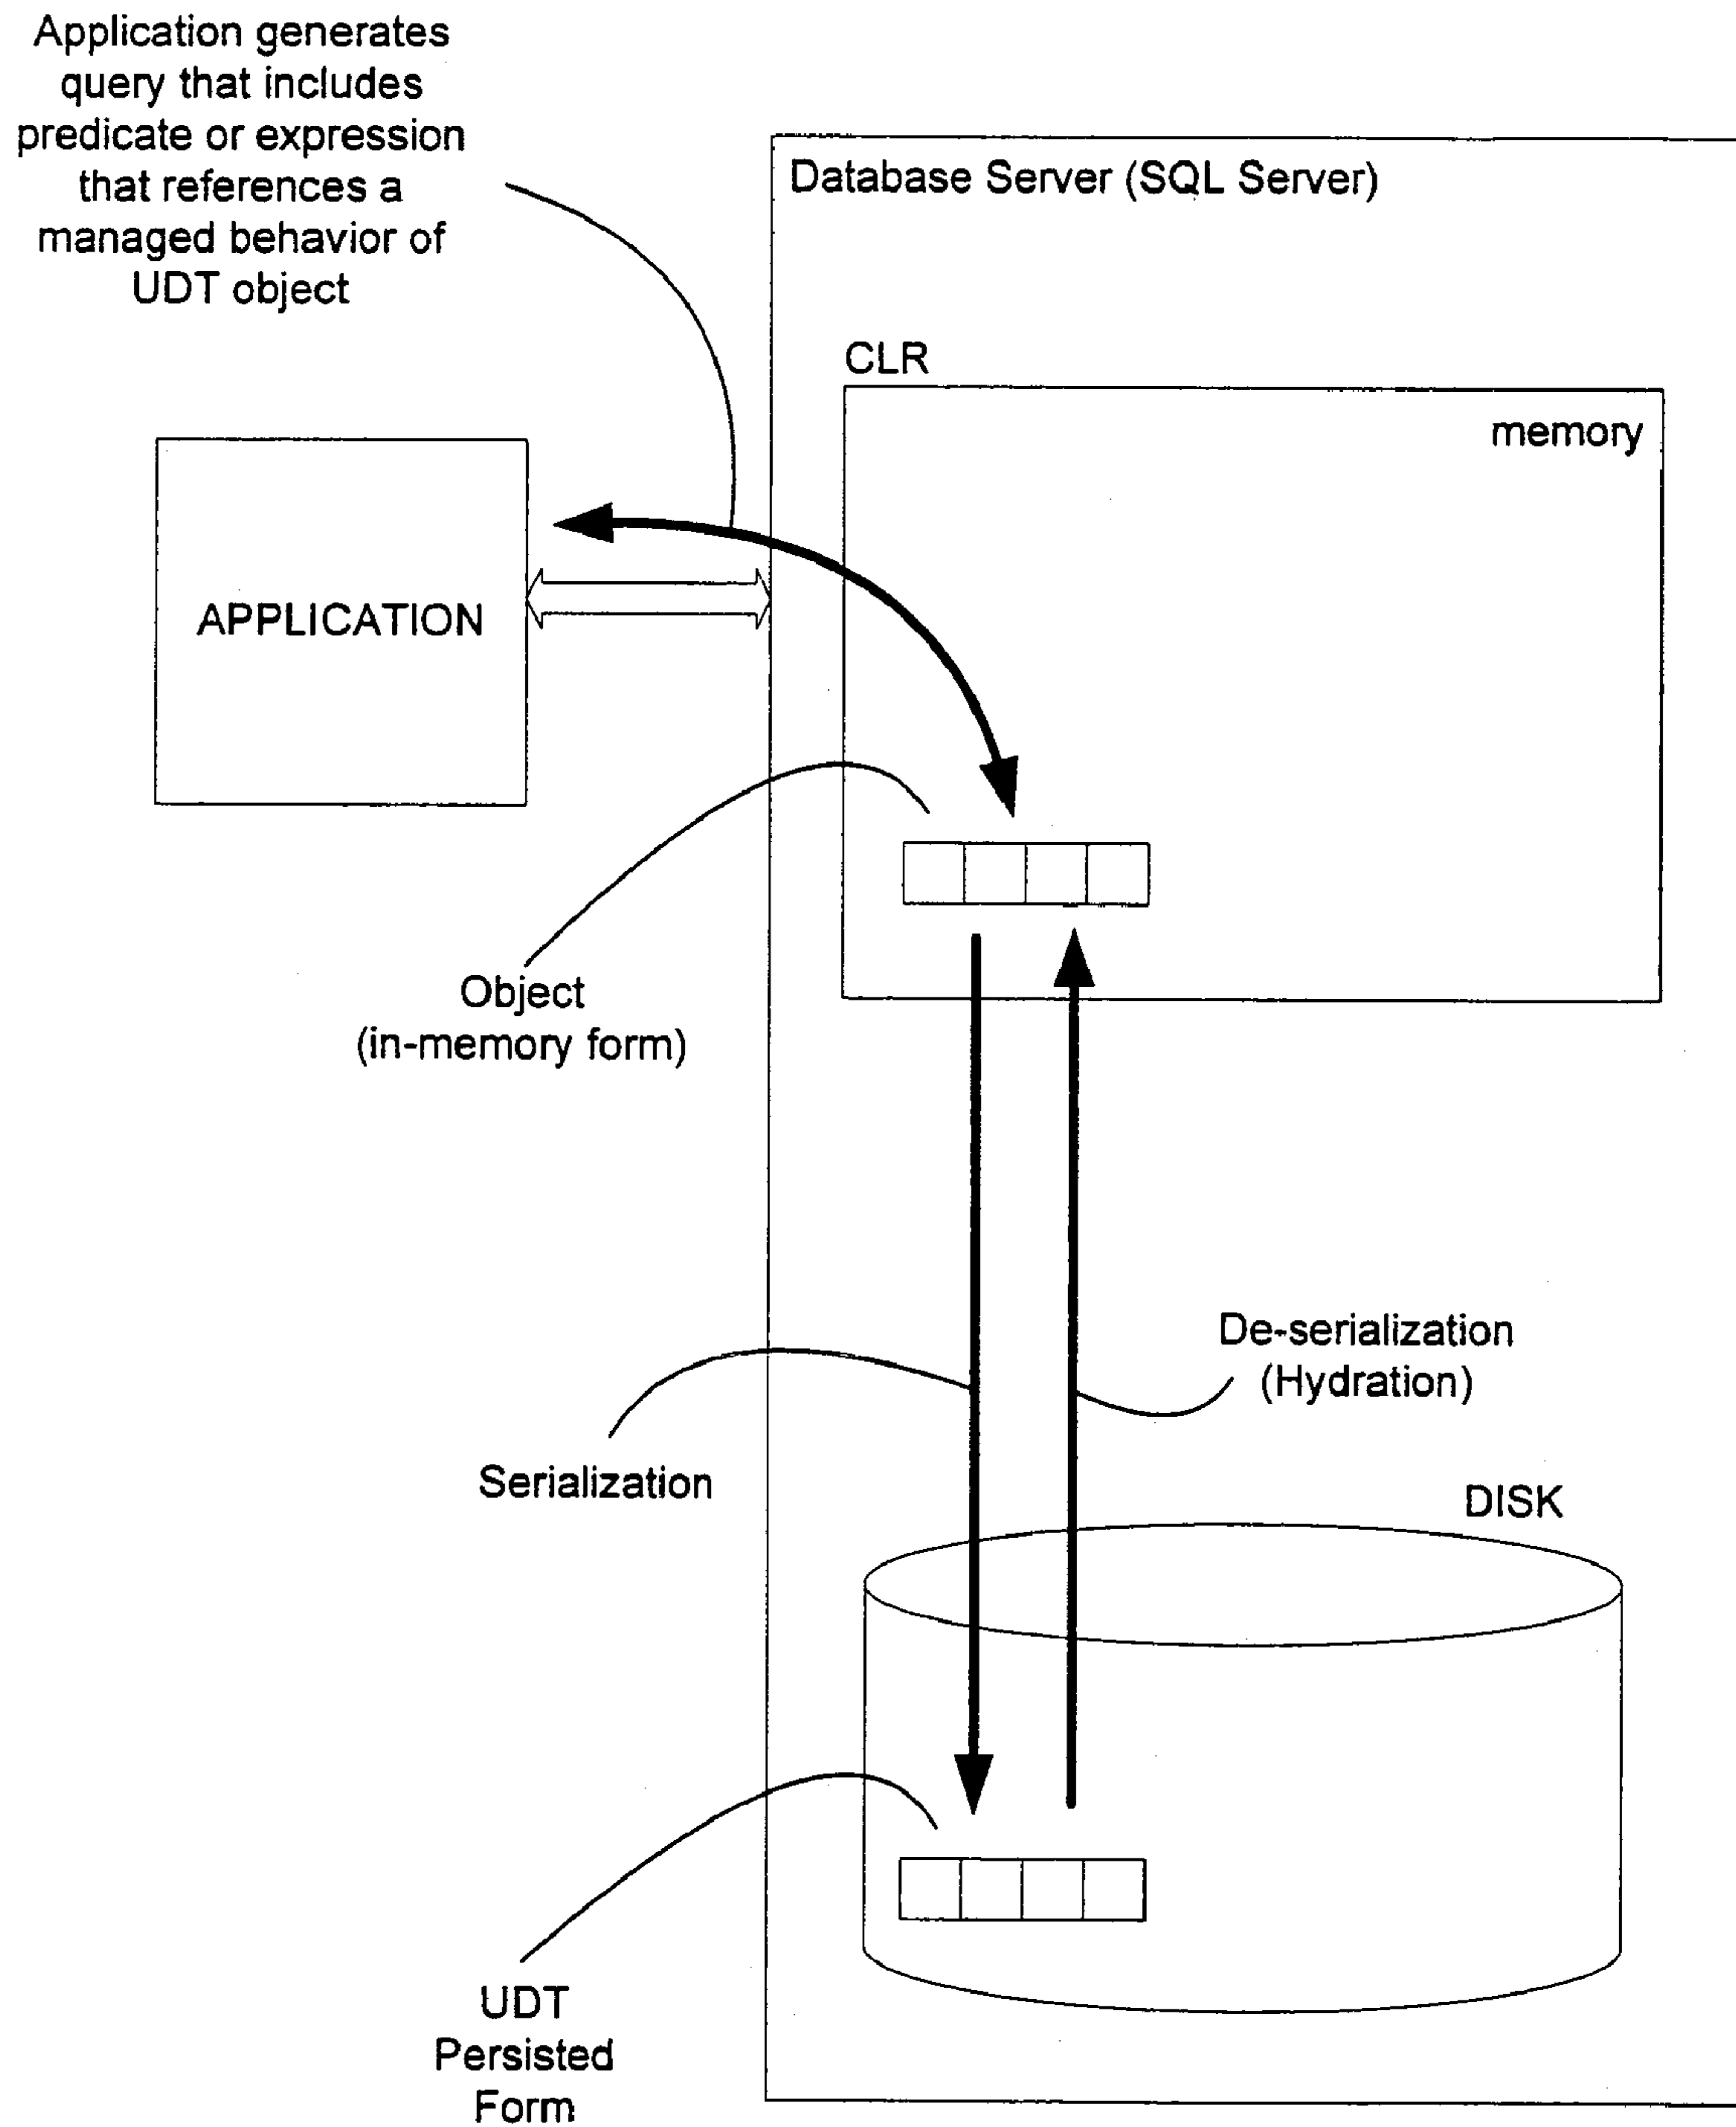 Application generates
query that includes
predicate or expression
that references a
managed behavior of
UDT object
Database Server (SQL Server)
CLR
memory
APPLICATION
Object
(in-memory form)
De-serialization
(Hydration)
Serialization
DISK
UDT
Persisted
Form